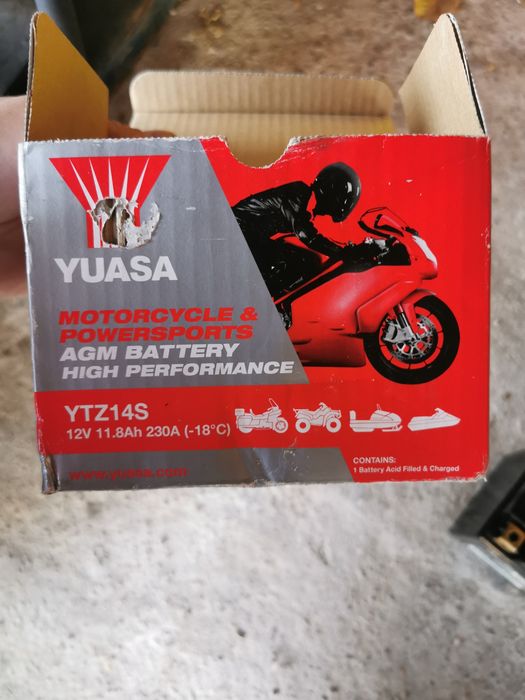 YUASA
MOTORCYCLE &
POWERSPORTS
AGM BATTERY
HIGH PERFORMANCE
YTZ14S
12V 11.8Ah 230A (-18°C)
www.yuasa.com
CONTAINS:
1 Battery Acid Filled & Charged